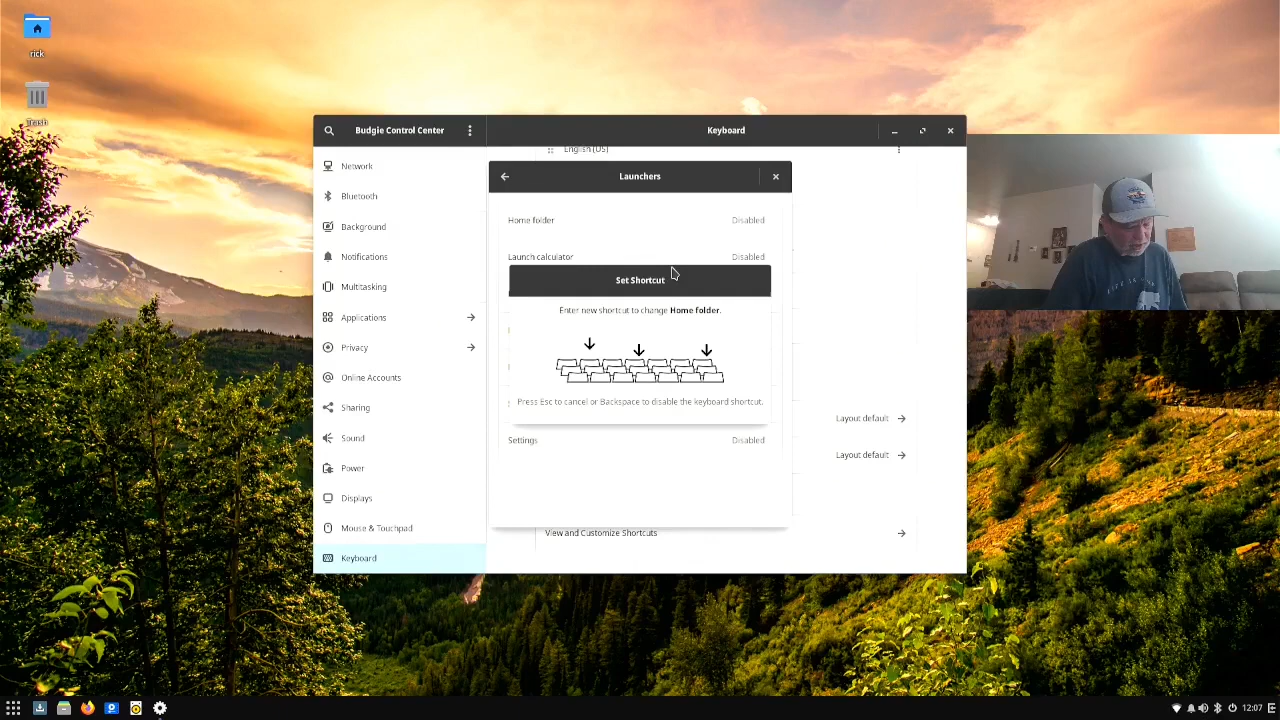 rick
Trash
Budgie Control Center
Keyboard
Network
Bluetooth
Background
Notifications
Multitasking
Applications
Privacy
Online Accounts
Sharing
Sound
Power
Displays
Mouse & Touchpad
Keyboard
English (US)
Launchers
Home folder Disabled
Launch calculator Disabled
Set Shortcut
Enter new shortcut to change Home folder.
Press Esc to cancel or Backspace to disable the keyboard shortcut.
Settings Disabled
Layout default
Layout default
View and Customize Shortcuts
12:07